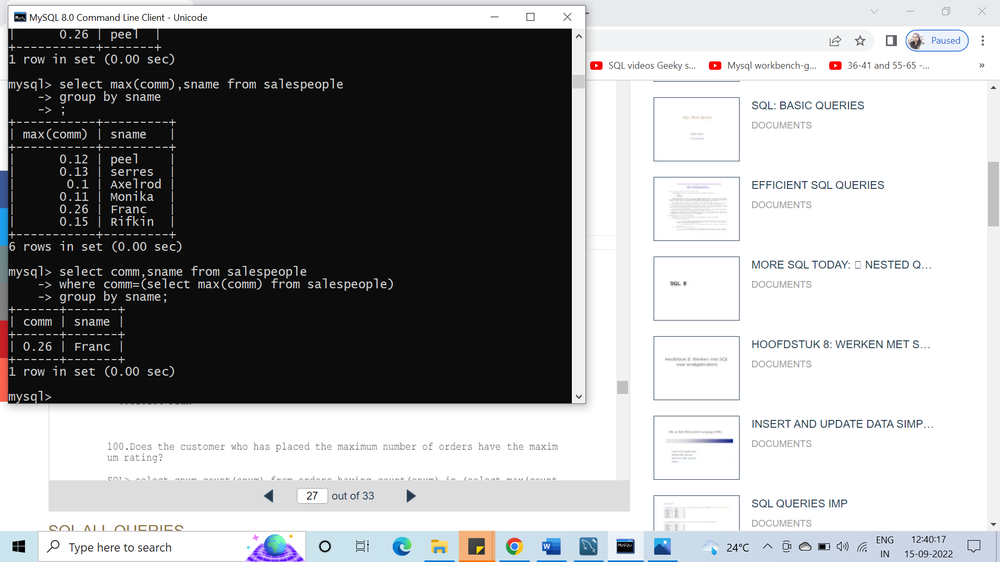 MySQL 8.0 Command Line Client - Unicode
| 0.26 | peel |
+-----------+-------+
1 row in set (0.00 sec)
mysql> select max(comm),sname from salespeople
-> group by sname
-> ;
+-----------+---------+
| max(comm) | sname |
+-----------+---------+
| 0.12 | peel |
| 0.13 | serres |
| 0.1 | Axelrod |
| 0.11 | Monika |
| 0.26 | Franc |
| 0.15 | Rifkin |
+-----------+---------+
6 rows in set (0.00 sec)
mysql> select comm,sname from salespeople
-> where comm=(select max(comm) from salespeople)
-> group by sname;
+------+-------+
| comm | sname |
+------+-------+
| 0.26 | Franc |
+------+-------+
1 row in set (0.00 sec)
mysql>
Paused
SQL videos Geeky s...
Mysql workbench-g...
36-41 and 55-65 -...
»
SQL: BASIC QUERIES
DOCUMENTS
EFFICIENT SQL QUERIES
DOCUMENTS
SQL II
MORE SQL TODAY: 􏰀 NESTED Q...
DOCUMENTS
Hoofdstuk 8: Werken met SQL
voor eindgebruikers
HOOFDSTUK 8: WERKEN MET S...
DOCUMENTS
INSERT AND UPDATE DATA SIMP...
DOCUMENTS
SQL QUERIES IMP
DOCUMENTS
100.Does the customer who has placed the maximum number of orders have the maxim
um rating?
SQL> select cnum,count(onum) from orders having count(onum) in (select max(count
27 out of 33
SQL ALL QUERIES
Type here to search
24°C
ENG
IN
12:40:17
15-09-2022